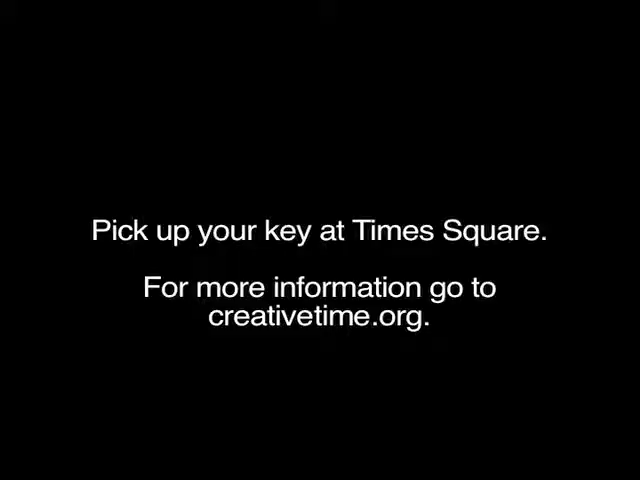 Pick up your key at Times Square.
For more information go to
creativetime.org.